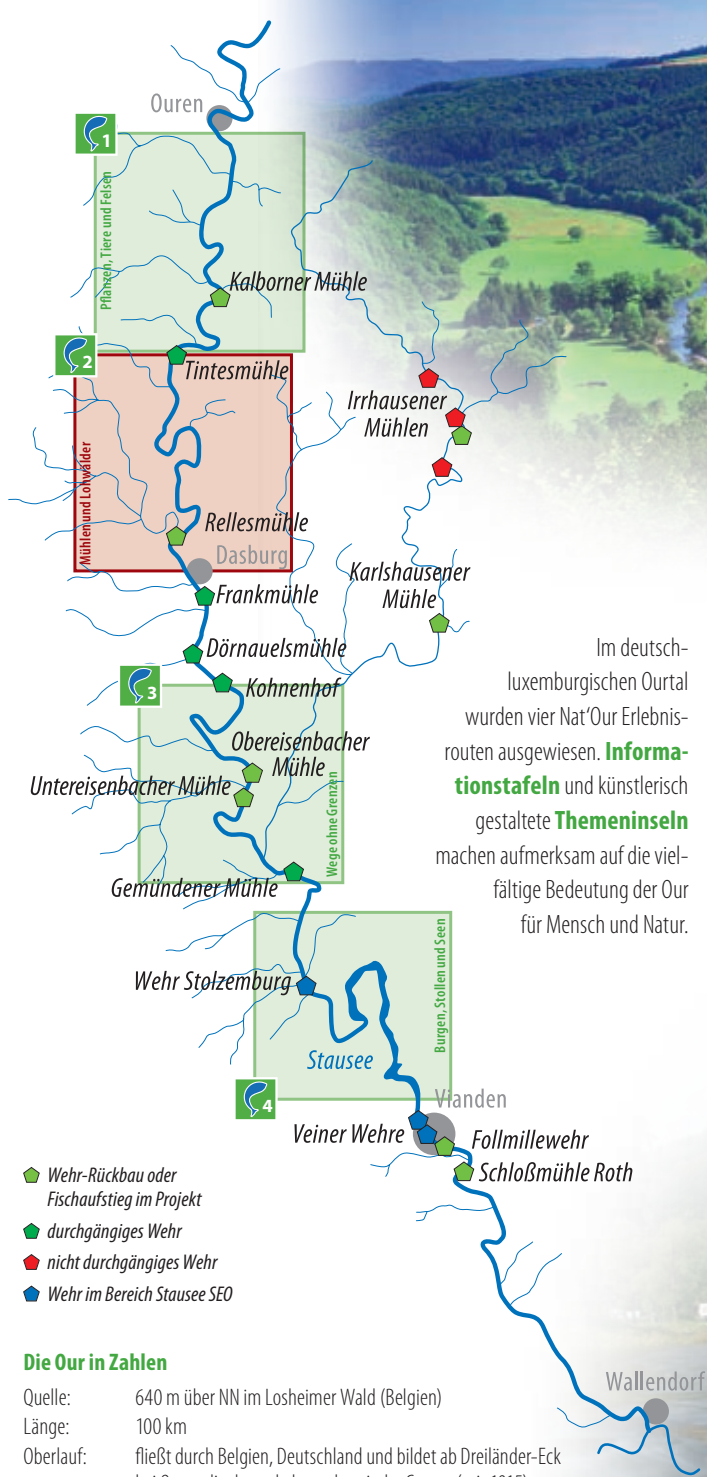 Ouren
1
Pflanzen, Tiere und Felsen
Kalborner Mühle
2
Tintesmühle
Irrhausener
Mühlen
Mühlen und Lohwälder
Rellesmühle
Dasburg
Frankmühle
Karlshausener
Mühle
Dörnauelsmühle
3
Kohnenhof
Obereisenbacher
Mühle
Untereisenbacher Mühle
Wege ohne Grenzen
Gemündener Mühle
Im deutsch-
luxemburgischen Ourtal
wurden vier Nat'Our Erlebnis-
routen ausgewiesen. Informa-
tionstafeln und künstlerisch
gestaltete Themeninseln
machen aufmerksam auf die viel-
fältige Bedeutung der Our
für Mensch und Natur.
Wehr Stolzemburg
Burgen, Stollen und Seen
Stausee
4
Vianden
Veiner Wehre
Follmillewehr
Schloßmühle Roth
Wehr-Rückbau oder
Fischaufstieg im Projekt
durchgängiges Wehr
nicht durchgängiges Wehr
Wehr im Bereich Stausee SEO
Wallendorf
Die Our in Zahlen
Quelle: 640 m über NN im Losheimer Wald (Belgien)
Länge: 100 km
Oberlauf: fließt durch Belgien, Deutschland und bildet ab Dreiländer-Eck